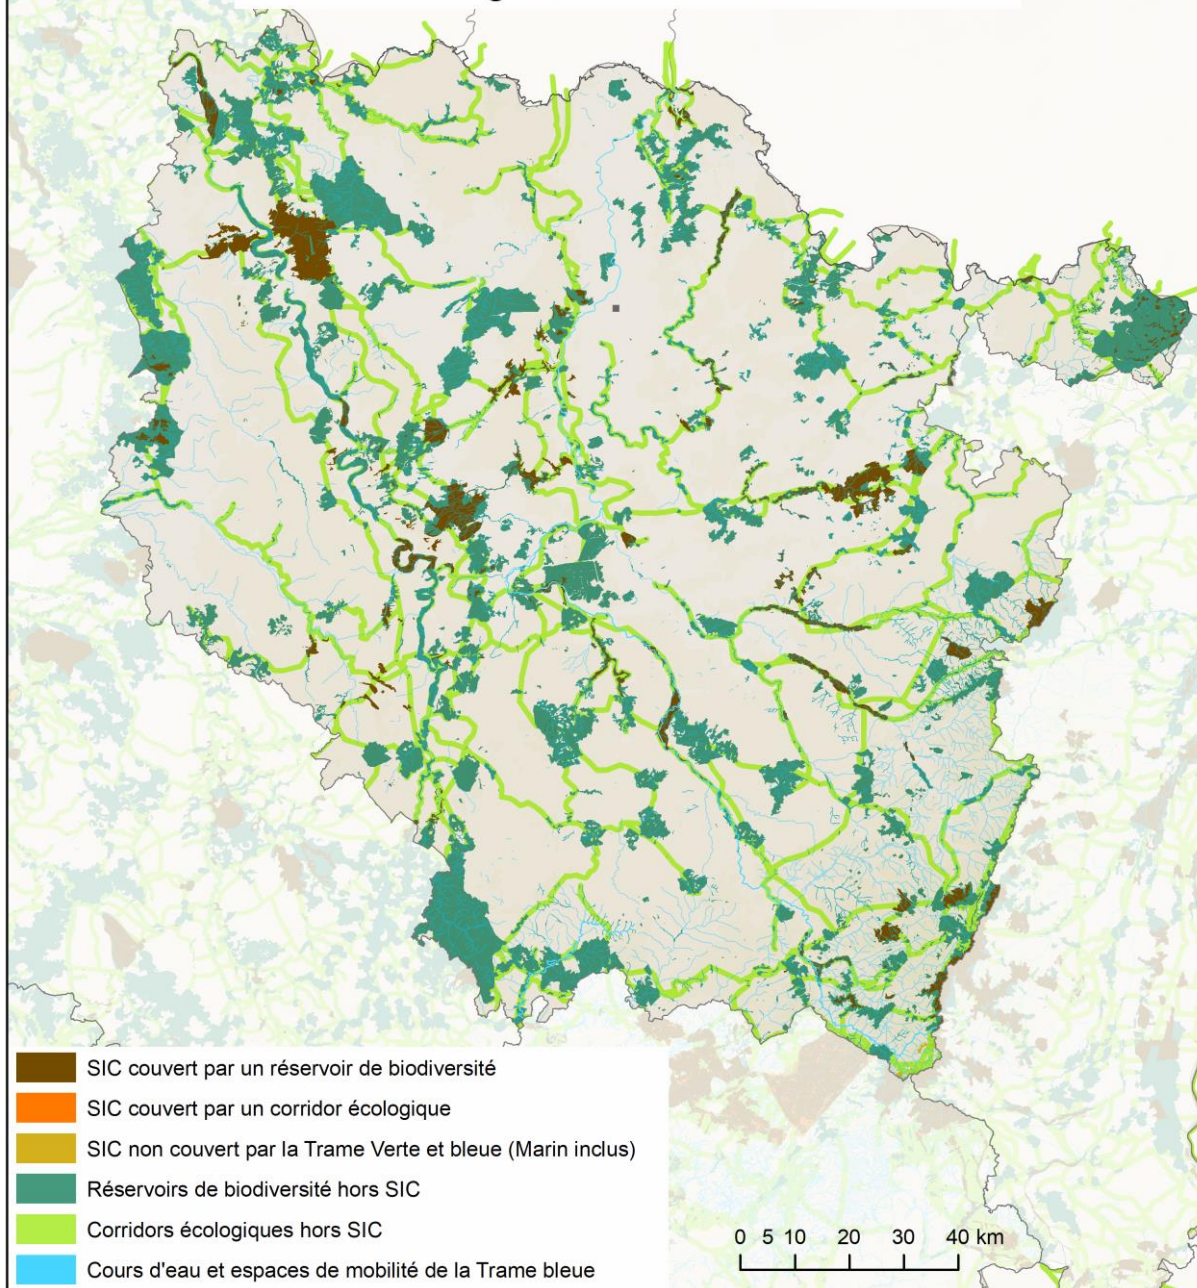 SIC couvert par un réservoir de biodiversité
SIC couvert par un corridor écologique
SIC non couvert par la Trame Verte et bleue (Marin inclus)
Réservoirs de biodiversité hors SIC
Corridors écologiques hors SIC
Cours d'eau et espaces de mobilité de la Trame bleue
0 5 10 20 30 40 km